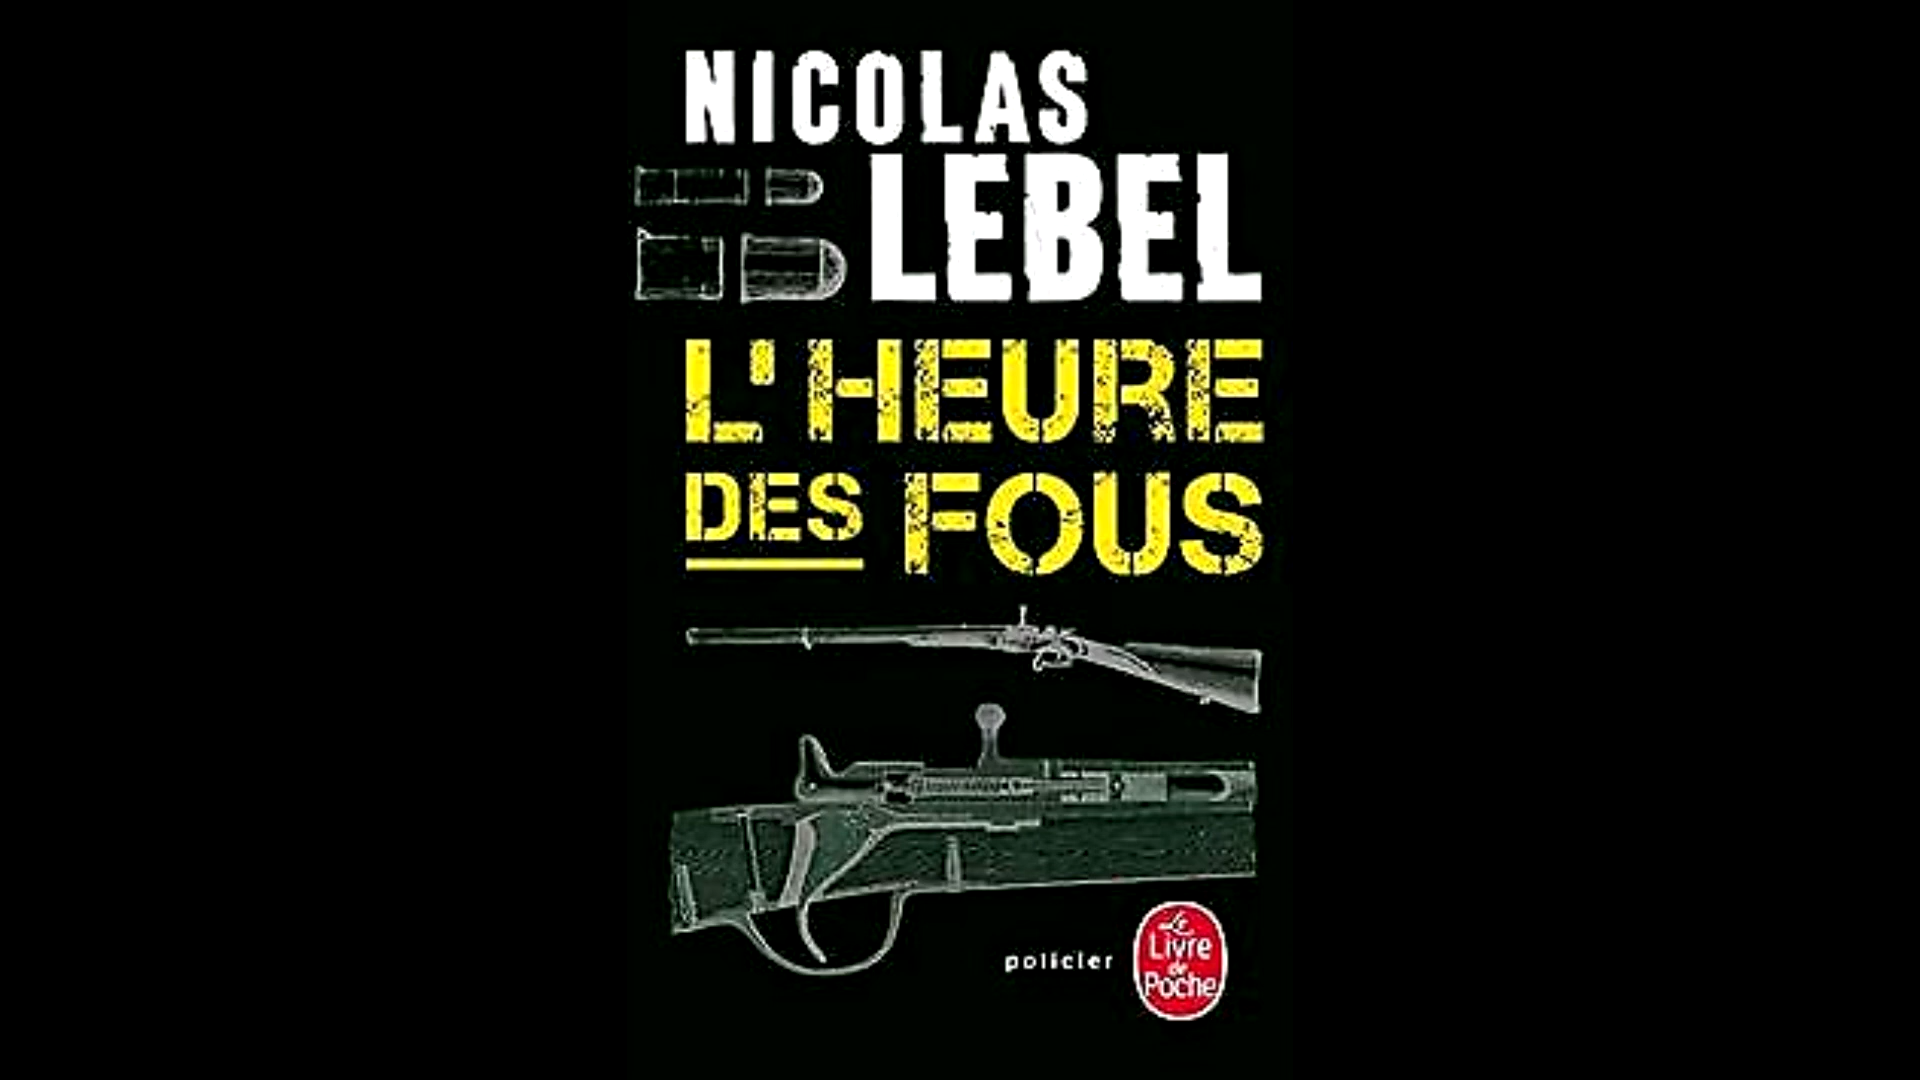 NICOLAS
LEBEL
L'HEURE
DES FOUS
policier
Le
Livre
de
Poche